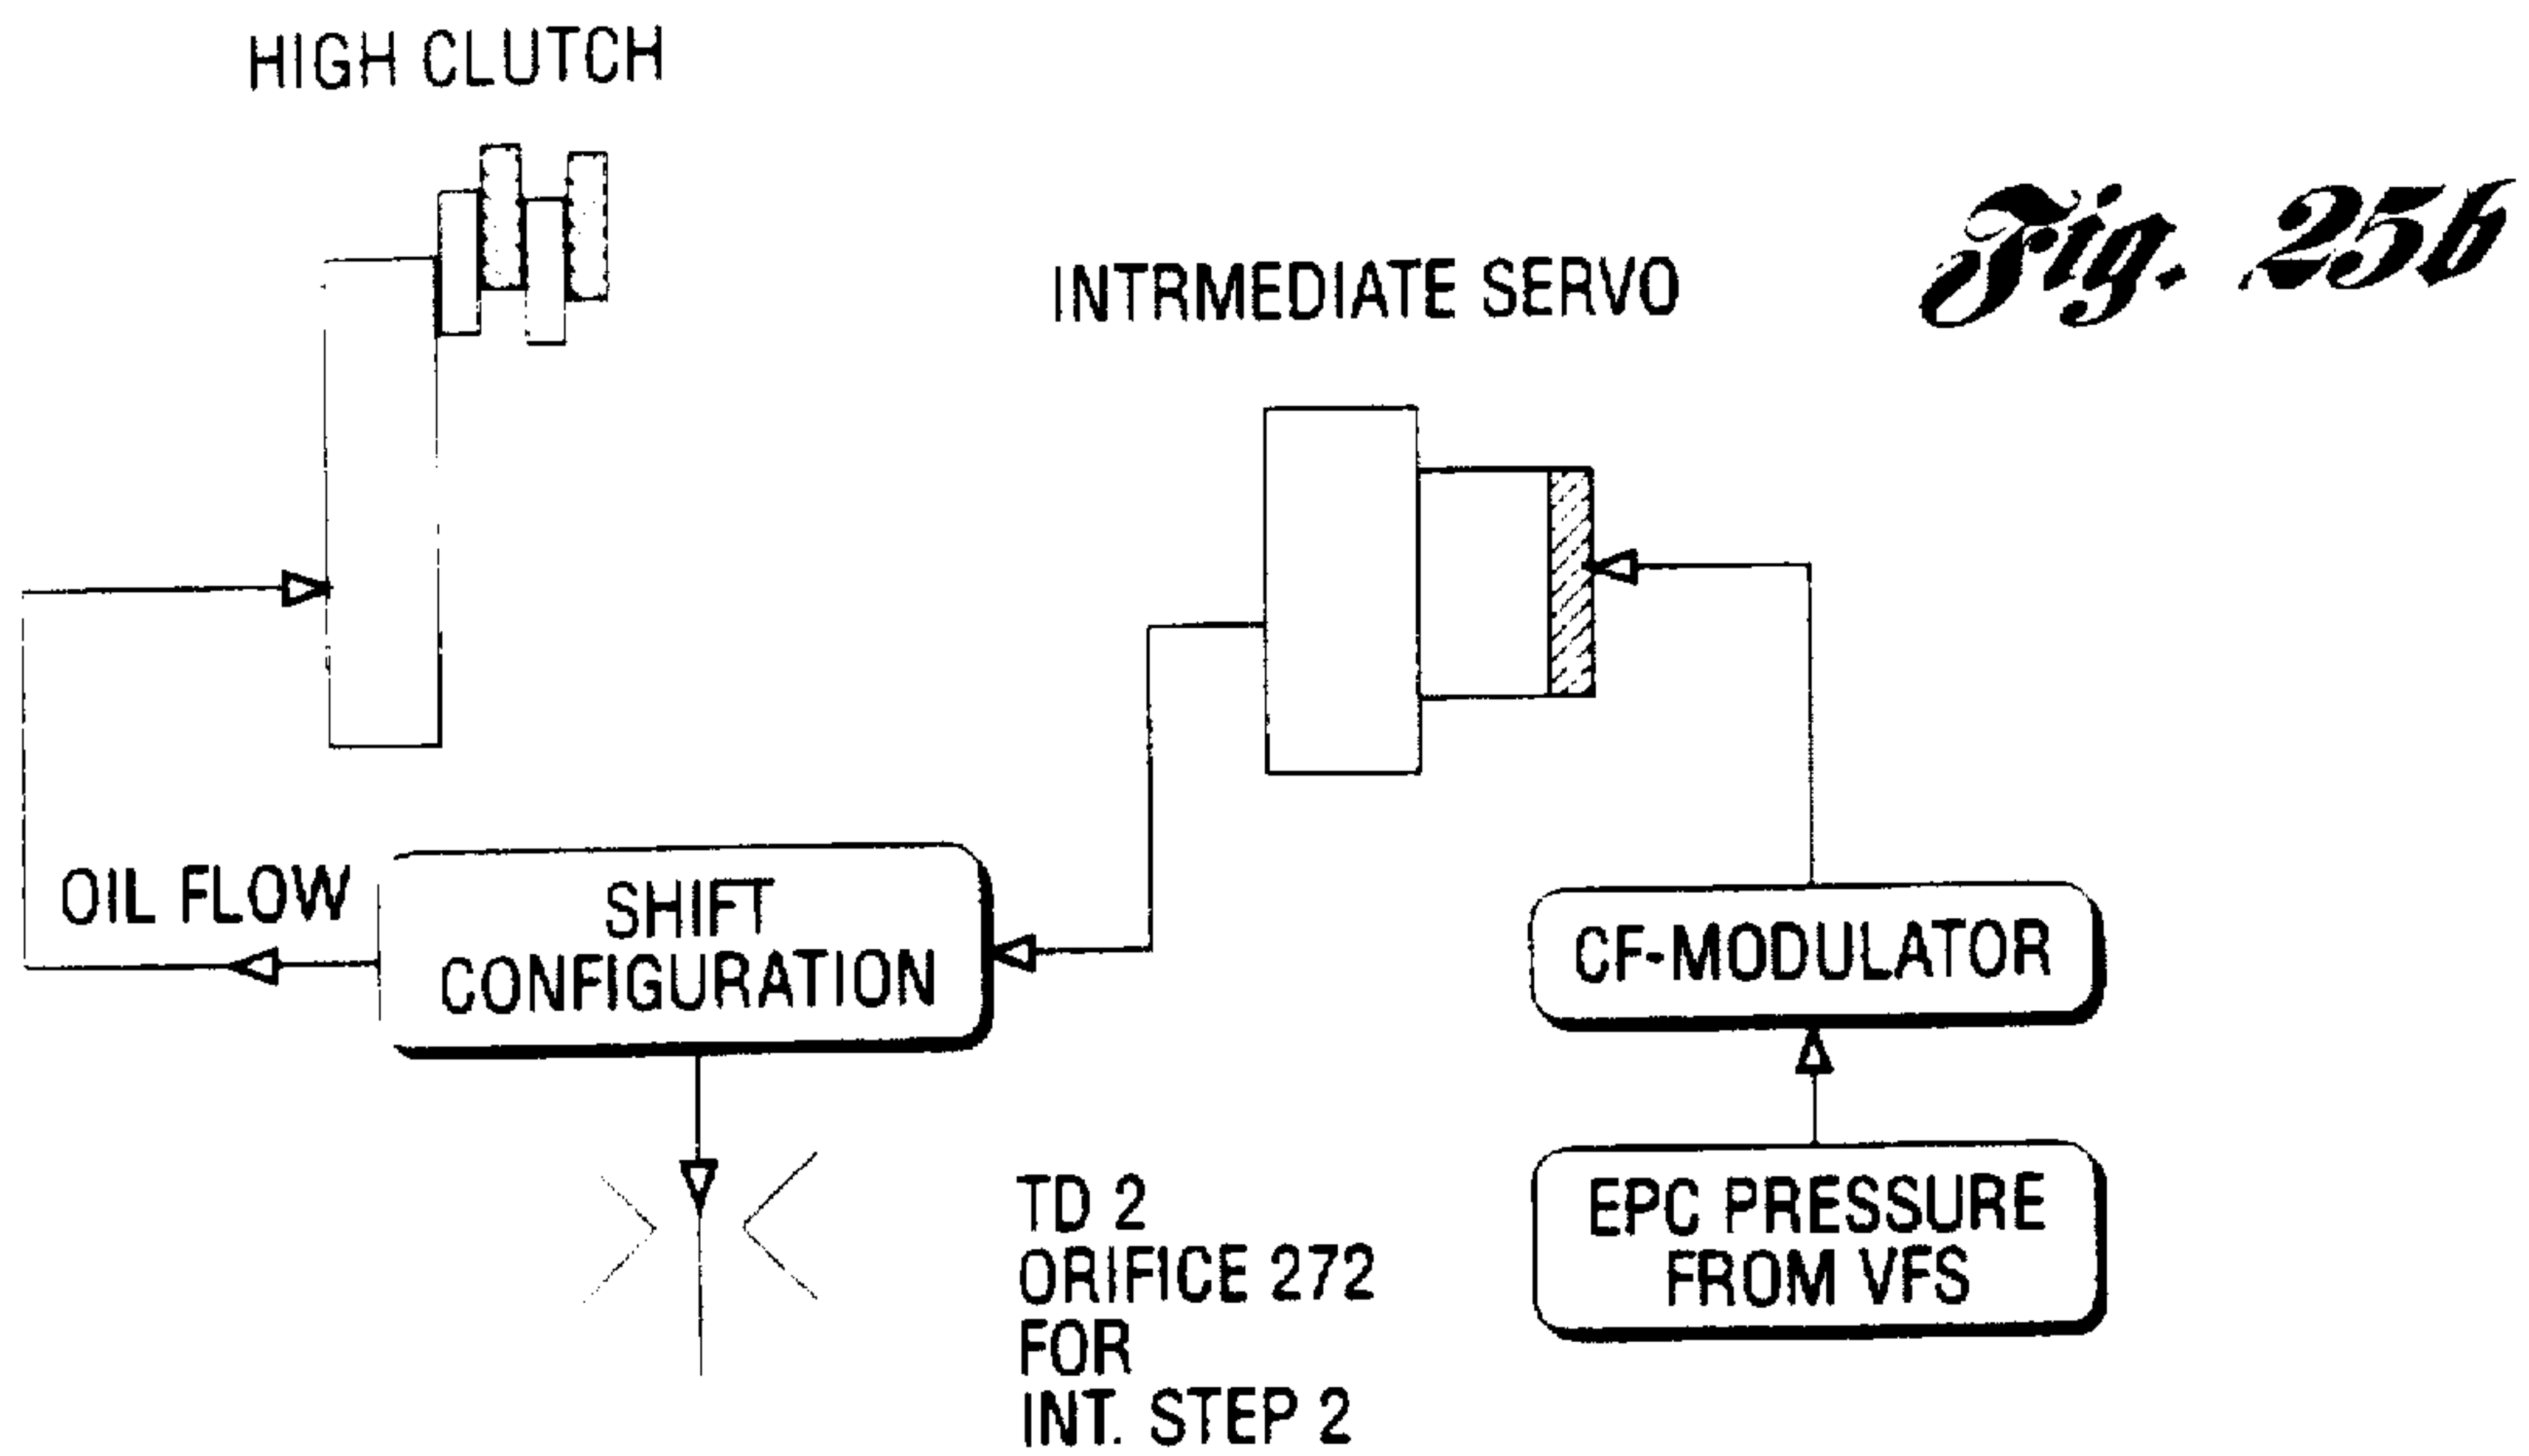 HIGH CLUTCH
Fig. 25b
INTRMEDIATE SERVO
OIL FLOW
SHIFT
CONFIGURATION
CF-MODULATOR
TD 2
ORIFICE 272
FOR
INT. STEP 2
EPC PRESSURE
FROM VFS